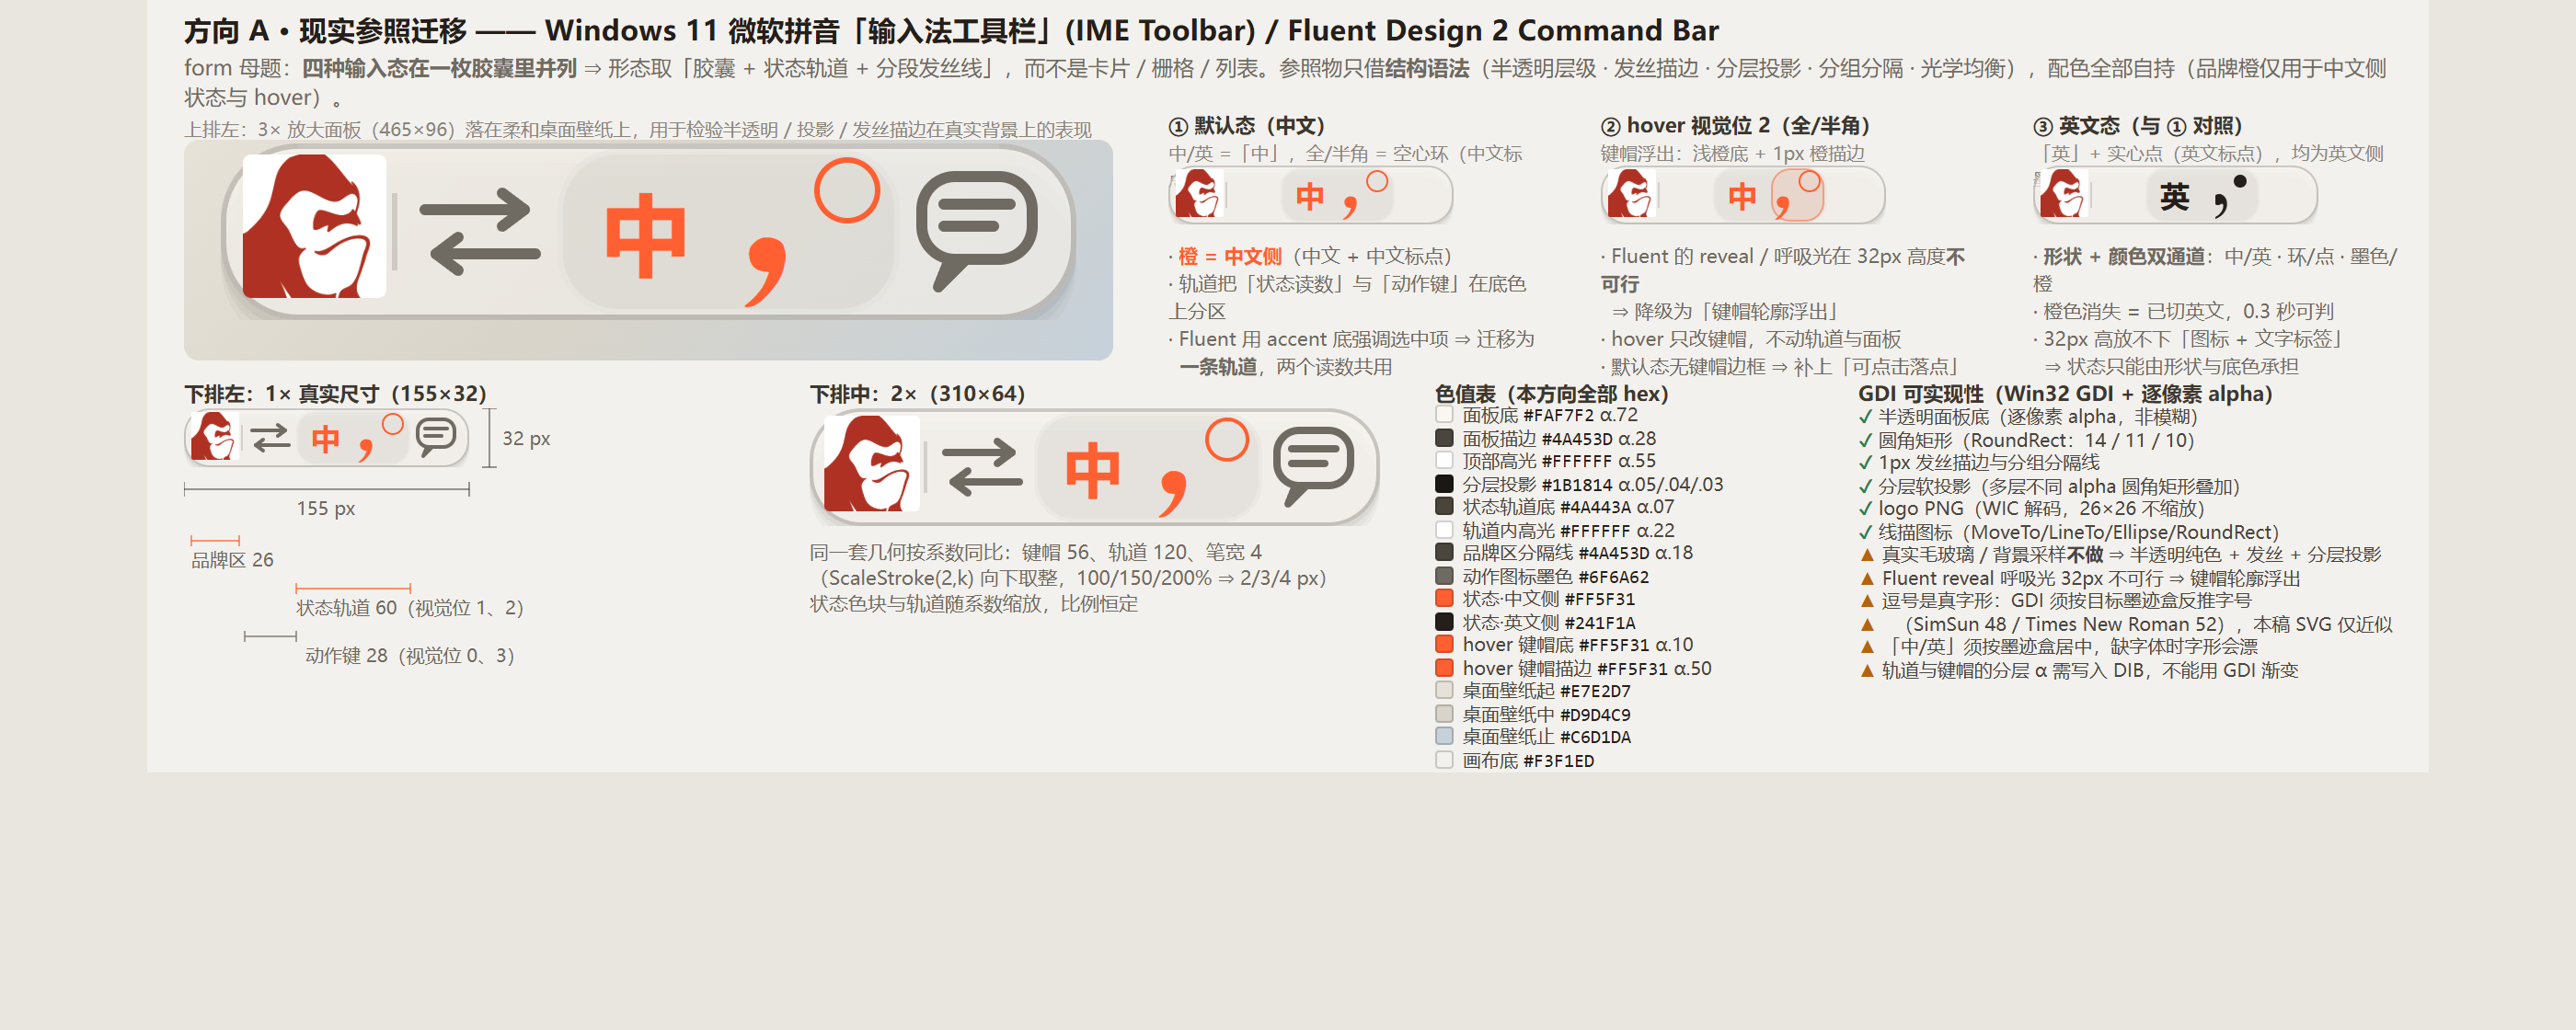 方向 A · 现实参照迁移 —— Windows 11 微软拼音「输入法工具栏」(IME Toolbar) / Fluent Design 2 Command Bar
form 母题：四种输入态在一枚胶囊里并列 ⇒ 形态取「胶囊 + 状态轨道 + 分段发丝线」，而不是卡片 / 栅格 / 列表。参照物只借结构语法（半透明层级 · 发丝描边 · 分层投影 · 分组分隔 · 光学均衡），配色全部自持（品牌橙仅用于中文侧
状态与 hover）。
上排左：3× 放大面板（465×96）落在柔和桌面壁纸上，用于检验半透明 / 投影 / 发丝描边在真实背景上的表现
中 ，
① 默认态（中文）
中/英 =「中」，全/半角 = 空心环（中文标
中 ，
· 橙 = 中文侧（中文 + 中文标点）
· 轨道把「状态读数」与「动作键」在底色
上分区
· Fluent 用 accent 底强调选中项 ⇒ 迁移为
一条轨道，两个读数共用
② hover 视觉位 2（全/半角）
键帽浮出：浅橙底 + 1px 橙描边
中 ，
· Fluent 的 reveal / 呼吸光在 32px 高度不
可行
⇒ 降级为「键帽轮廓浮出」
· hover 只改键帽，不动轨道与面板
· 默认态无键帽边框 ⇒ 补上「可点击落点」
③ 英文态（与 ① 对照）
「英」+ 实心点（英文标点），均为英文侧
英 ，
· 形状 + 颜色双通道：中/英 · 环/点 · 墨色/
橙
· 橙色消失 = 已切英文，0.3 秒可判
· 32px 高放不下「图标 + 文字标签」
⇒ 状态只能由形状与底色承担
下排左：1× 真实尺寸（155×32）
中 ，
32 px
155 px
品牌区 26
状态轨道 60（视觉位 1、2）
动作键 28（视觉位 0、3）
下排中：2×（310×64）
中 ，
同一套几何按系数同比：键帽 56、轨道 120、笔宽 4
（ScaleStroke(2,k) 向下取整，100/150/200% ⇒ 2/3/4 px）
状态色块与轨道随系数缩放，比例恒定
色值表（本方向全部 hex）
面板底 #FAF7F2 α.72
面板描边 #4A453D α.28
顶部高光 #FFFFFF α.55
分层投影 #1B1814 α.05/.04/.03
状态轨道底 #4A443A α.07
轨道内高光 #FFFFFF α.22
品牌区分隔线 #4A453D α.18
动作图标墨色 #6F6A62
状态·中文侧 #FF5F31
状态·英文侧 #241F1A
hover 键帽底 #FF5F31 α.10
hover 键帽描边 #FF5F31 α.50
桌面壁纸起 #E7E2D7
桌面壁纸中 #D9D4C9
桌面壁纸止 #C6D1DA
画布底 #F3F1ED
GDI 可实现性（Win32 GDI + 逐像素 alpha）
✓ 半透明面板底（逐像素 alpha，非模糊）
✓ 圆角矩形（RoundRect：14 / 11 / 10）
✓ 1px 发丝描边与分组分隔线
✓ 分层软投影（多层不同 alpha 圆角矩形叠加）
✓ logo PNG（WIC 解码，26×26 不缩放）
✓ 线描图标（MoveTo/LineTo/Ellipse/RoundRect）
▲ 真实毛玻璃 / 背景采样不做 ⇒ 半透明纯色 + 发丝 + 分层投影
▲ Fluent reveal 呼吸光 32px 不可行 ⇒ 键帽轮廓浮出
▲ 逗号是真字形：GDI 须按目标墨迹盒反推字号
▲ （SimSun 48 / Times New Roman 52），本稿 SVG 仅近似
▲ 「中/英」须按墨迹盒居中，缺字体时字形会漂
▲ 轨道与键帽的分层 α 需写入 DIB，不能用 GDI 渐变